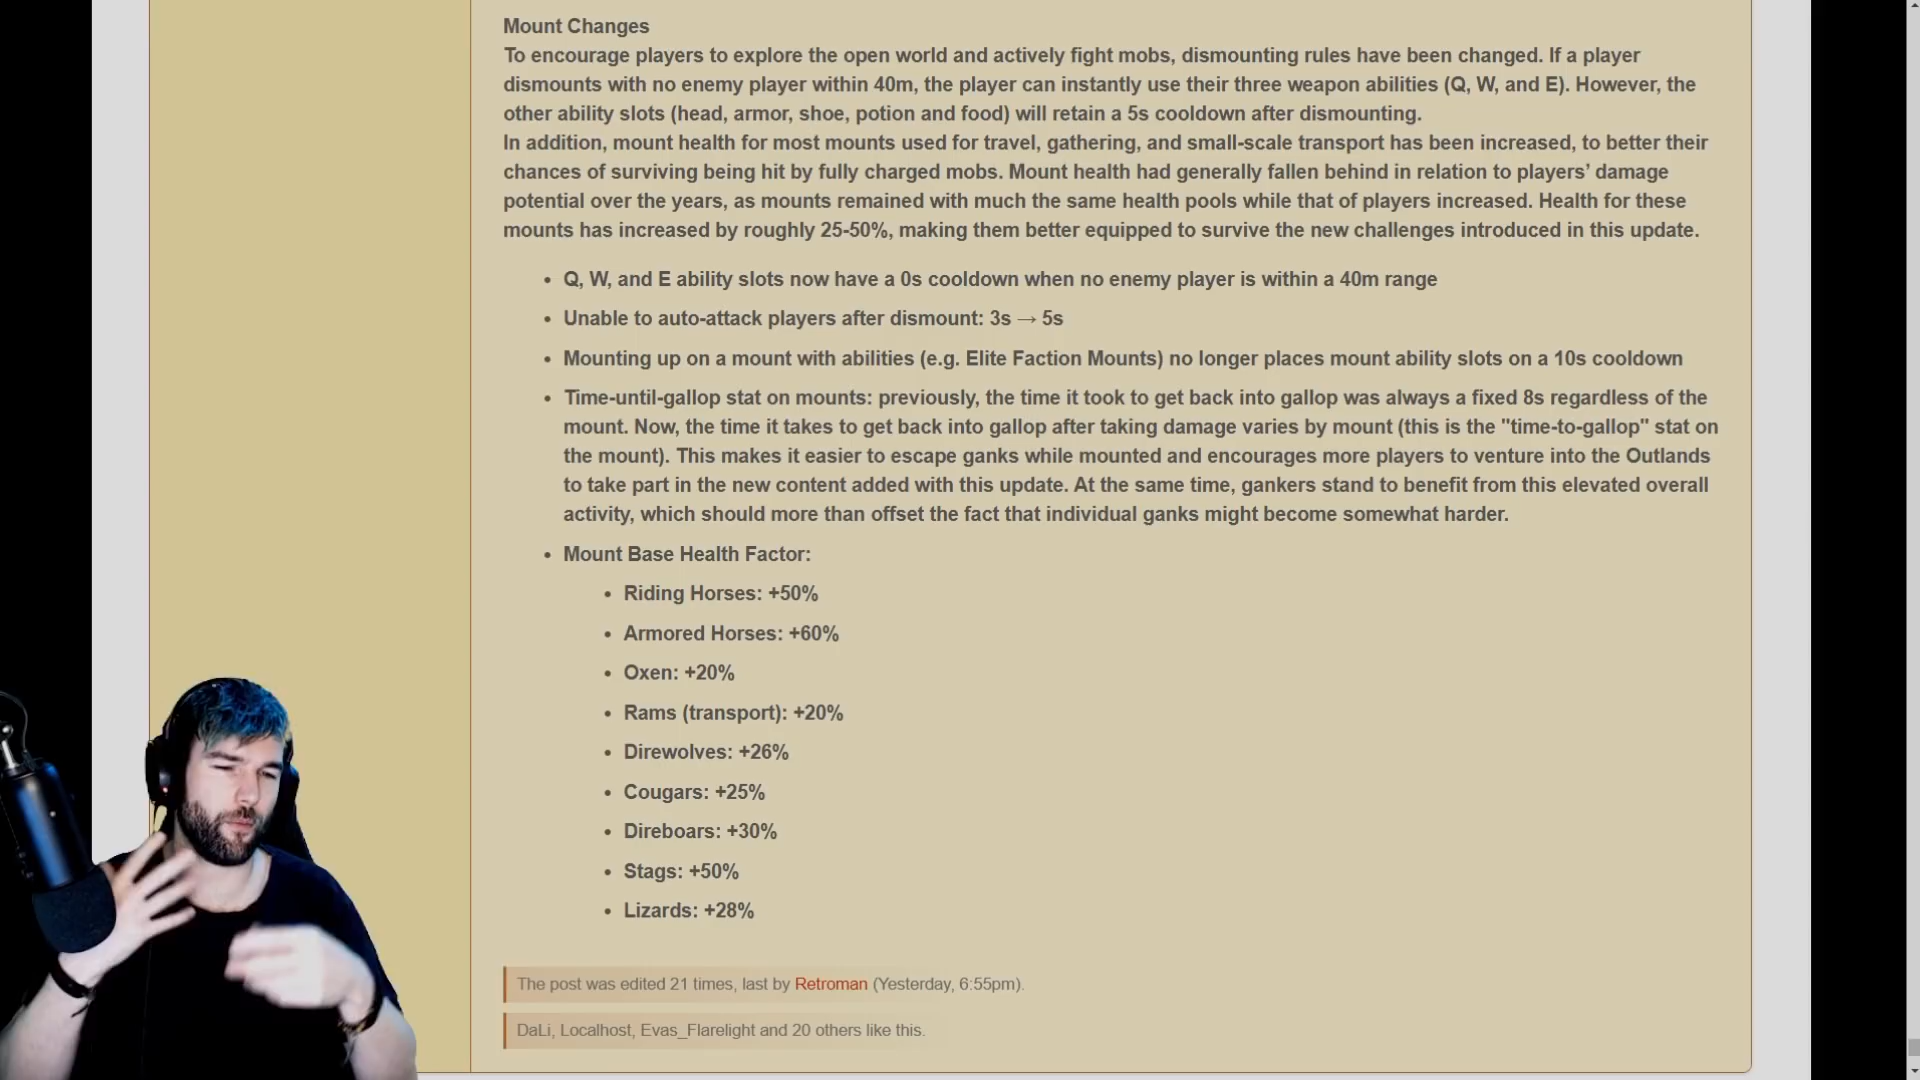 Mount Changes
To encourage players to explore the open world and actively fight mobs, dismounting rules have been changed. If a player
dismounts with no enemy player within 40m, the player can instantly use their three weapon abilities (Q, W, and E). However, the
other ability slots (head, armor, shoe, potion and food) will retain a 5s cooldown after dismounting.
In addition, mount health for most mounts used for travel, gathering, and small-scale transport has been increased, to better their
chances of surviving being hit by fully charged mobs. Mount health had generally fallen behind in relation to players’ damage
potential over the years, as mounts remained with much the same health pools while that of players increased. Health for these
mounts has increased by roughly 25-50%, making them better equipped to survive the new challenges introduced in this update.
• Q, W, and E ability slots now have a 0s cooldown when no enemy player is within a 40m range
• Unable to auto-attack players after dismount: 3s → 5s
• Mounting up on a mount with abilities (e.g. Elite Faction Mounts) no longer places mount ability slots on a 10s cooldown
• Time-until-gallop stat on mounts: previously, the time it took to get back into gallop was always a fixed 8s regardless of the
mount. Now, the time it takes to get back into gallop after taking damage varies by mount (this is the "time-to-gallop" stat on
the mount). This makes it easier to escape ganks while mounted and encourages more players to venture into the Outlands
to take part in the new content added with this update. At the same time, gankers stand to benefit from this elevated overall
activity, which should more than offset the fact that individual ganks might become somewhat harder.
• Mount Base Health Factor:
• Riding Horses: +50%
• Armored Horses: +60%
• Oxen: +20%
• Rams (transport): +20%
• Direwolves: +26%
• Cougars: +25%
• Direboars: +30%
• Stags: +50%
• Lizards: +28%
The post was edited 21 times, last by Retroman (Yesterday, 6:55pm).
DaLi, Localhost, Evas_Flarelight and 20 others like this.